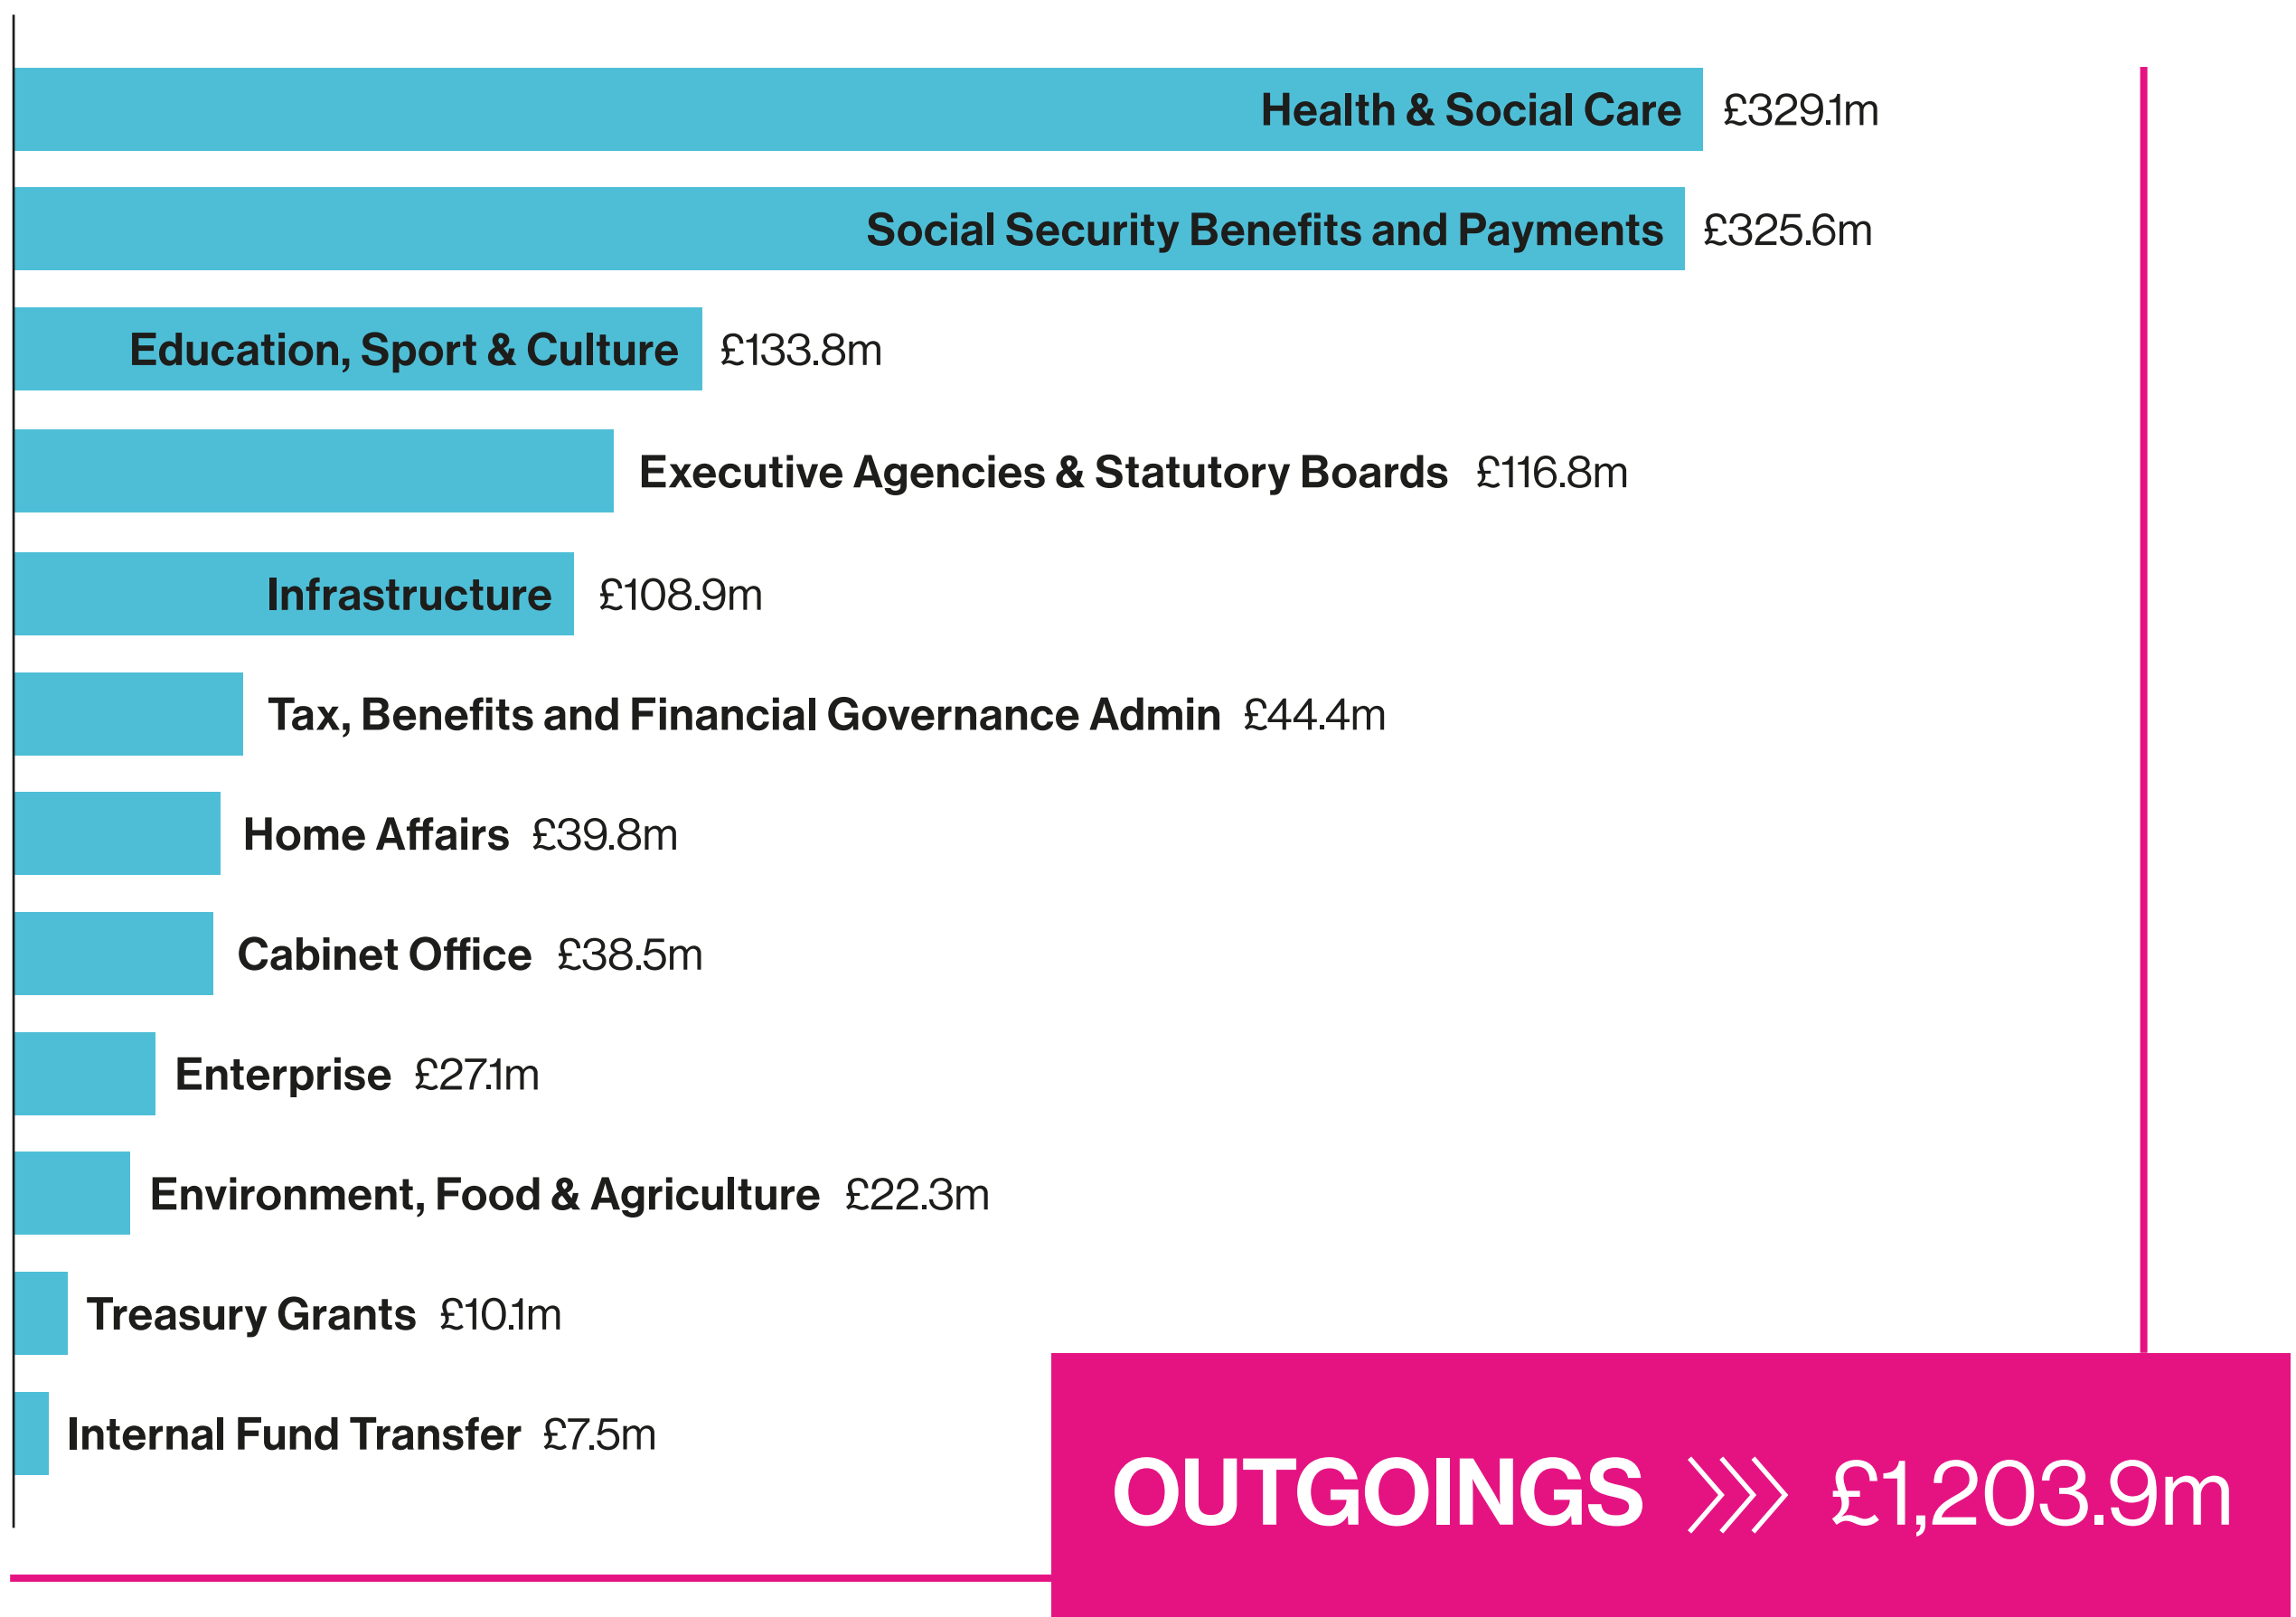 Health & Social Care £329.1m
Social Security Benefits and Payments £325.6m
Education, Sport & Culture £133.8m
Executive Agencies & Statutory Boards £116.8m
Infrastructure £108.9m
Tax, Benefits and Financial Governance Admin £44.4m
Home Affairs £39.8m
Cabinet Office £38.5m
Enterprise £27.1m
Environment, Food & Agriculture £22.3m
Treasury Grants £10.1m
Internal Fund Transfer £7.5m
OUTGOINGS £1,203.9m